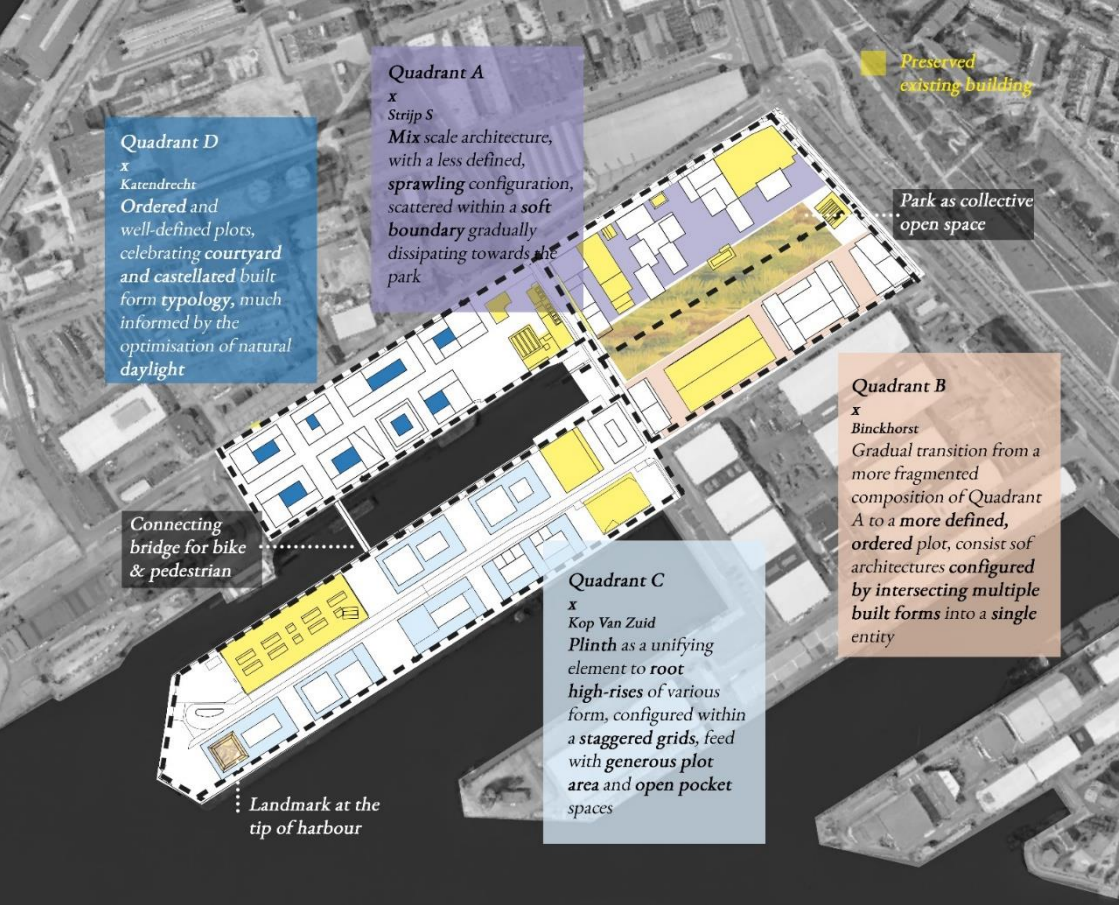 Quadrant A
x
Strijp S
Mix scale architecture,
with a less defined,
sprawling configuration,
scattered within a soft
boundary gradually
dissipating towards the
park
Preserved
existing building
Quadrant D
x
Katendrecht
Ordered and
well-defined plots,
celebrating courtyard
and castellated built
form typology, much
informed by the
optimisation of natural
daylight
Park as collective
open space
Quadrant B
x
Binckhorst
Gradual transition from a
more fragmented
composition of Quadrant
A to a more defined,
ordered plot, consist sof
architectures configured
by intersecting multiple
built forms into a single
entity
Connecting
bridge for bike
& pedestrian
Quadrant C
x
Kop Van Zuid
Plinth as a unifying
element to root
high-rises of various
form, configured within
a staggered grids, feed
with generous plot
area and open pocket
spaces
Landmark at the
tip of harbour